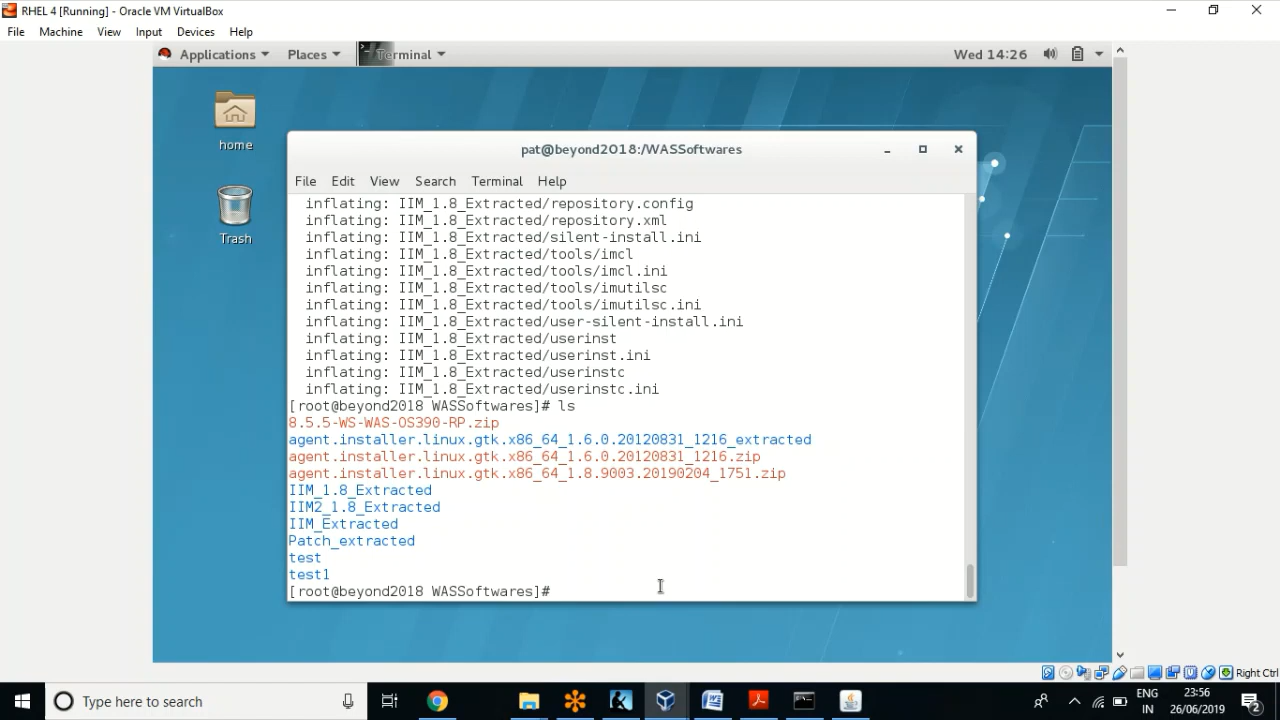 RHEL 4 [Running] - Oracle VM VirtualBox
File Machine View Input Devices Help
Applications Places Terminal Wed 14:26
home
Trash
pat@beyond2018:/WASSoftwares
File Edit View Search Terminal Help
inflating: IIM_1.8_Extracted/repository.config
inflating: IIM_1.8_Extracted/repository.xml
inflating: IIM_1.8_Extracted/silent-install.ini
inflating: IIM_1.8_Extracted/tools/imcl
inflating: IIM_1.8_Extracted/tools/imcl.ini
inflating: IIM_1.8_Extracted/tools/imutilsc
inflating: IIM_1.8_Extracted/tools/imutilsc.ini
inflating: IIM_1.8_Extracted/user-silent-install.ini
inflating: IIM_1.8_Extracted/userinst
inflating: IIM_1.8_Extracted/userinst.ini
inflating: IIM_1.8_Extracted/userinstc
inflating: IIM_1.8_Extracted/userinstc.ini
[root@beyond2018 WASSoftwares]# ls
8.5.5-WS-WAS-OS390-RP.zip
agent.installer.linux.gtk.x86_64_1.6.0.20120831_1216_extracted
agent.installer.linux.gtk.x86_64_1.6.0.20120831_1216.zip
agent.installer.linux.gtk.x86_64_1.8.9003.20190204_1751.zip
IIM_1.8_Extracted
IIM2_1.8_Extracted
IIM_Extracted
Patch_extracted
test
test1
[root@beyond2018 WASSoftwares]#
Right Ctrl
Type here to search
ENG
IN
23:56
26/06/2019
2